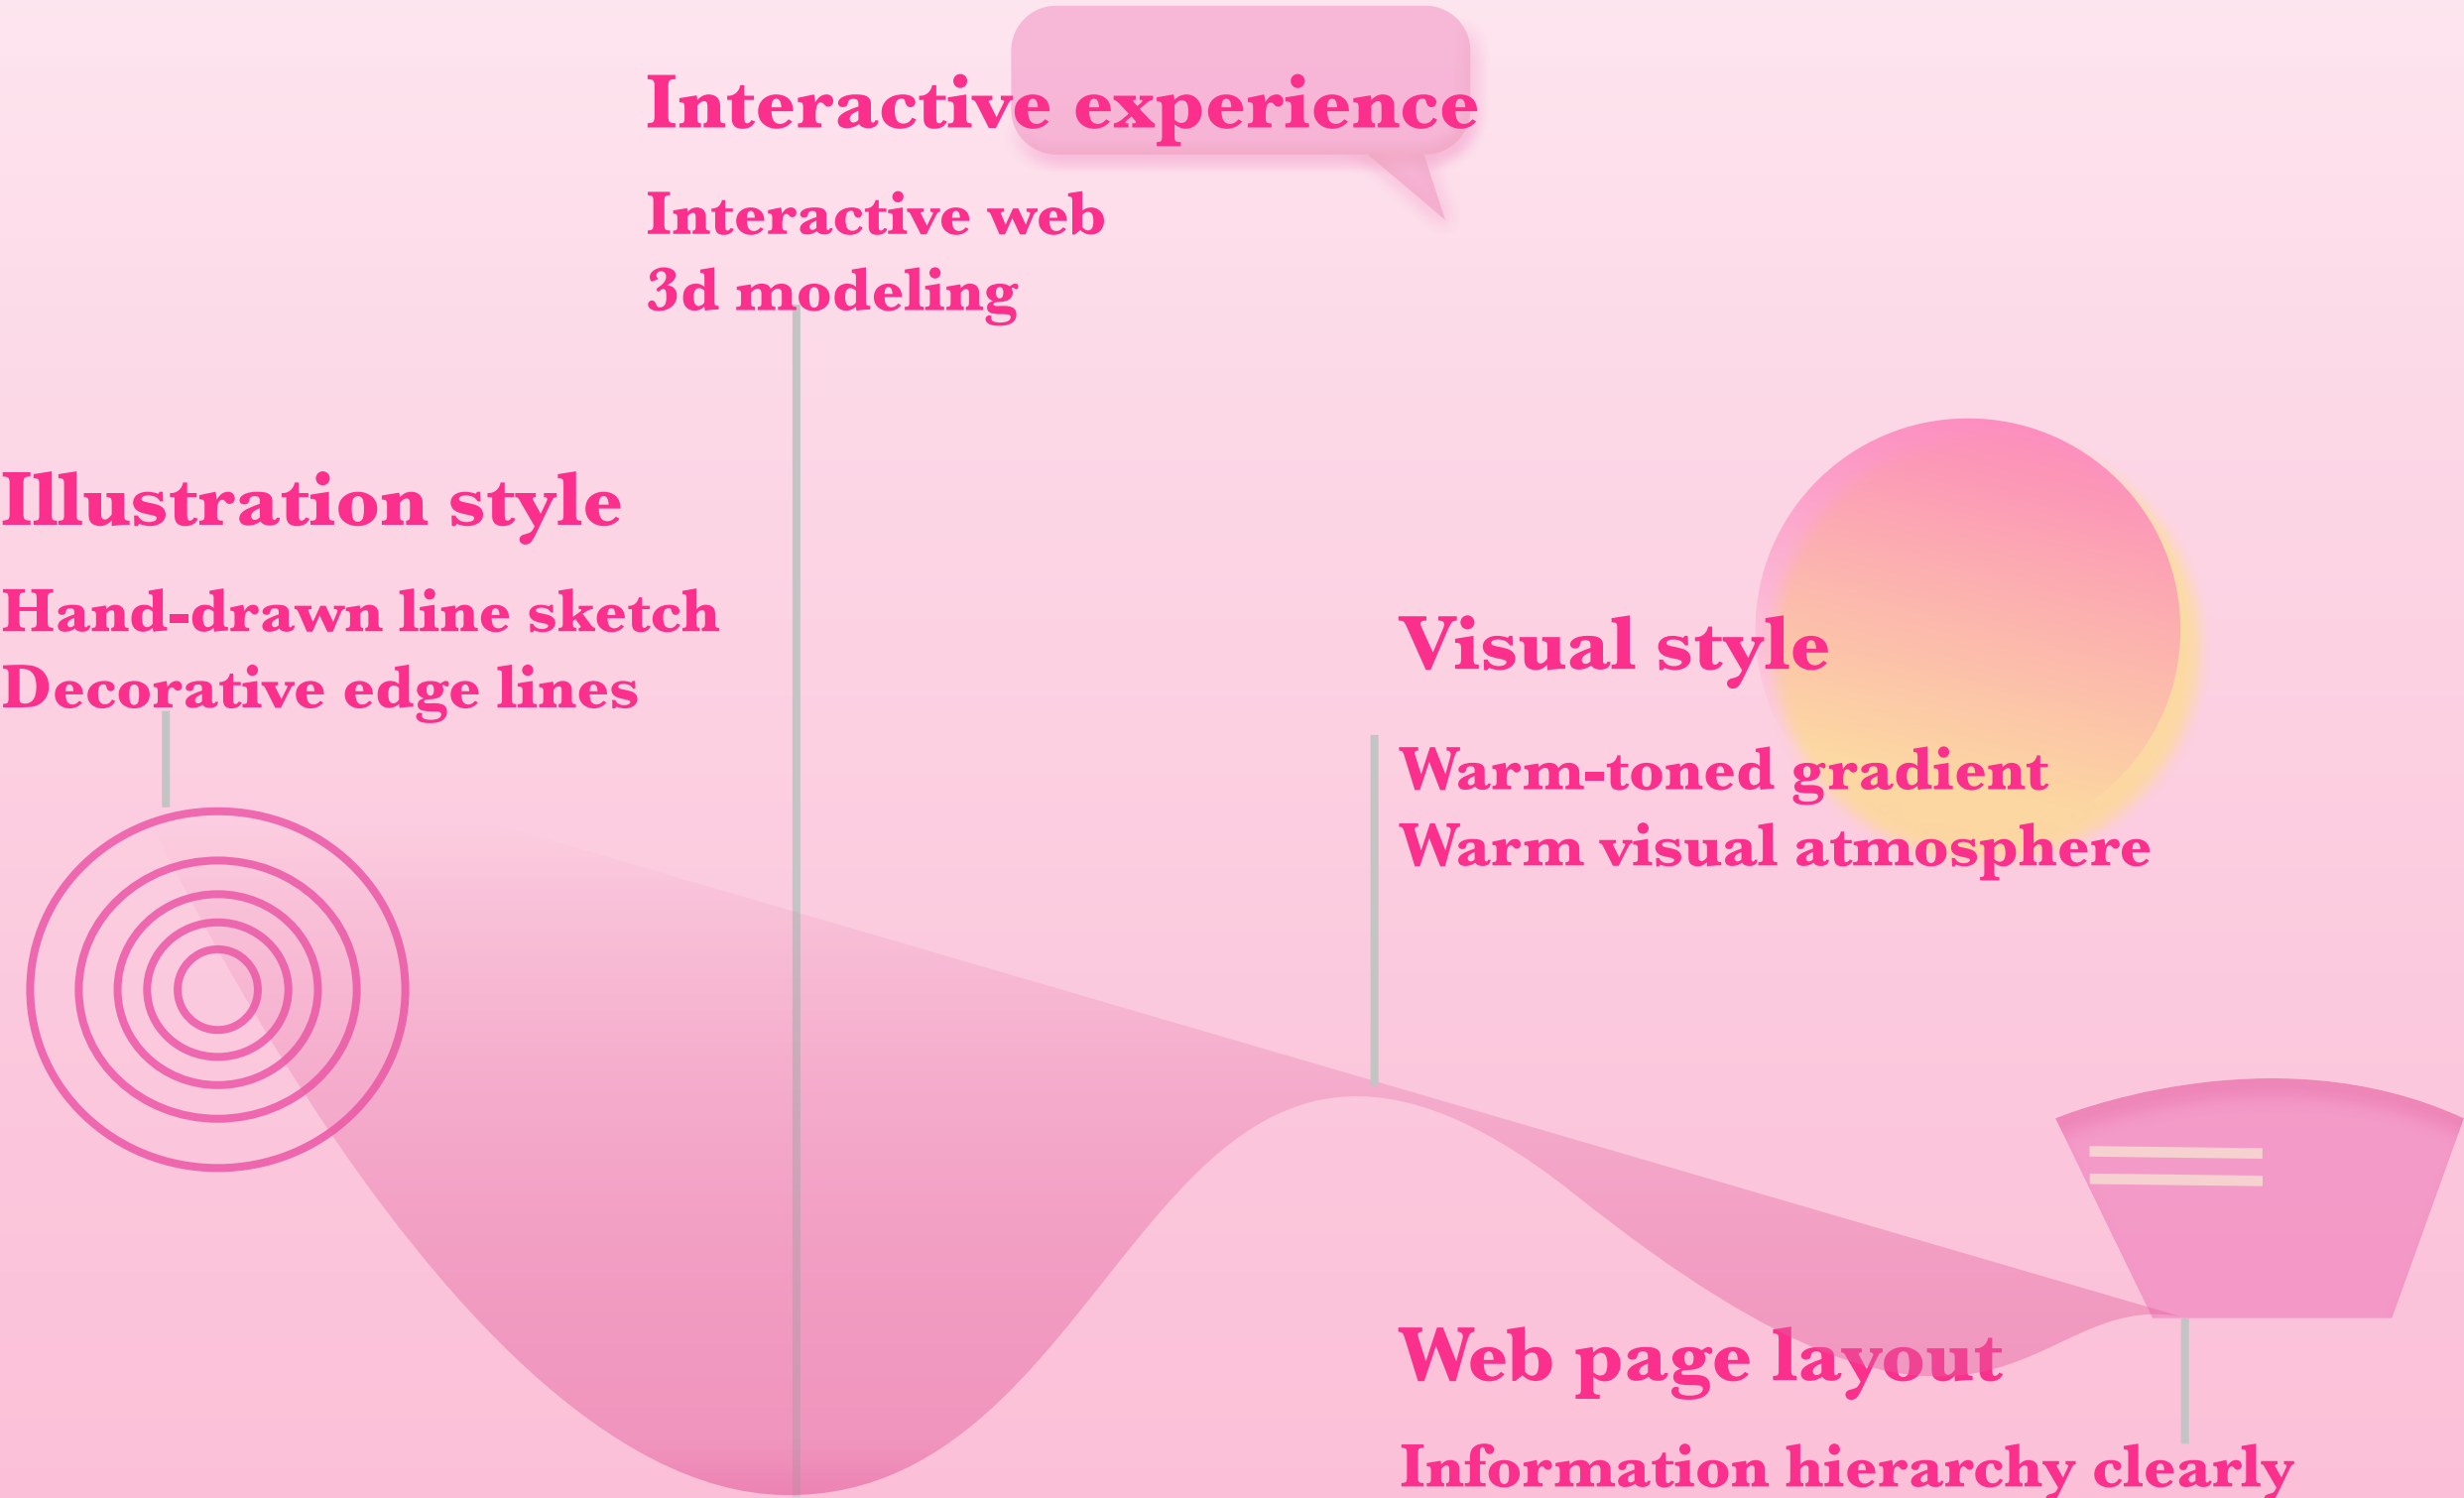 Interactive experience
Interactive web
3d modeling
Illustration style
Hand-drawn line sketch
Decorative edge lines
Visual style
Warm-toned gradient
Warm visual atmosphere
Web page layout
Information hierarchy clearly